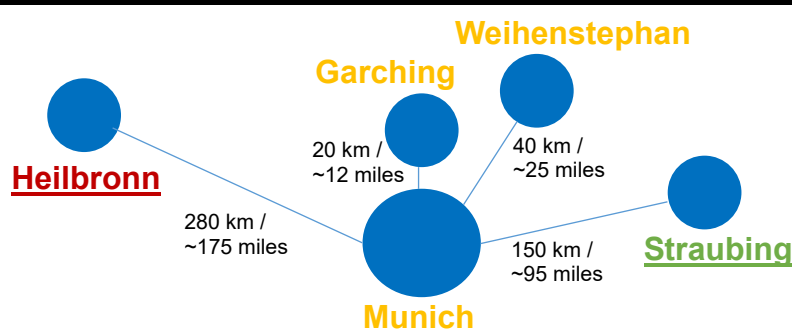 Weihenstephan
Garching
20 km /
~12 miles
40 km /
~25 miles
Heilbronn
280 km /
~175 miles
150 km /
~95 miles
Straubing
Munich